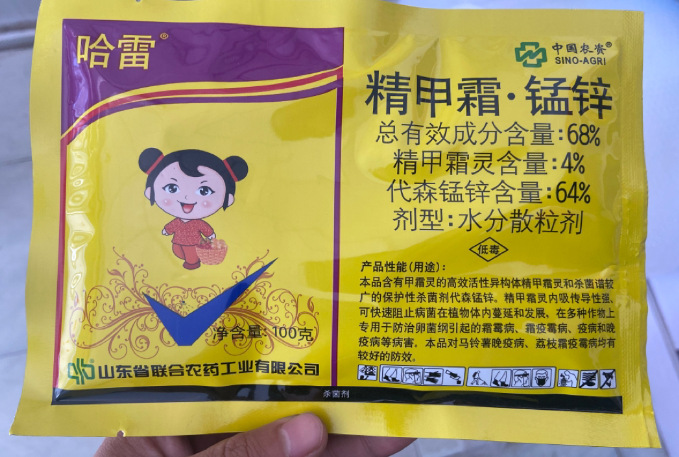 哈雷®
中国农资®
SINO-AGRI
精甲霜·锰锌
总有效成分含量:68%
精甲霜灵含量:4%
代森锰锌含量:64%
剂型:水分散粒剂
低毒
产品性能(用途):
本品含有甲霜灵的高效活性异构体精甲霜灵和杀菌谱较
广的保护性杀菌剂代森锰锌。精甲霜灵内吸传导性强,
可快速阻止病菌在植物体内蔓延和发展。在多种作物上
专用于防治卵菌纲引起的霜霉病、霜疫霉病、疫病和晚
疫病等病害。本品对马铃薯晚疫病、荔枝霜疫霉病均有
较好的防效。
净含量:100克
山东省联合农药工业有限公司
杀菌剂